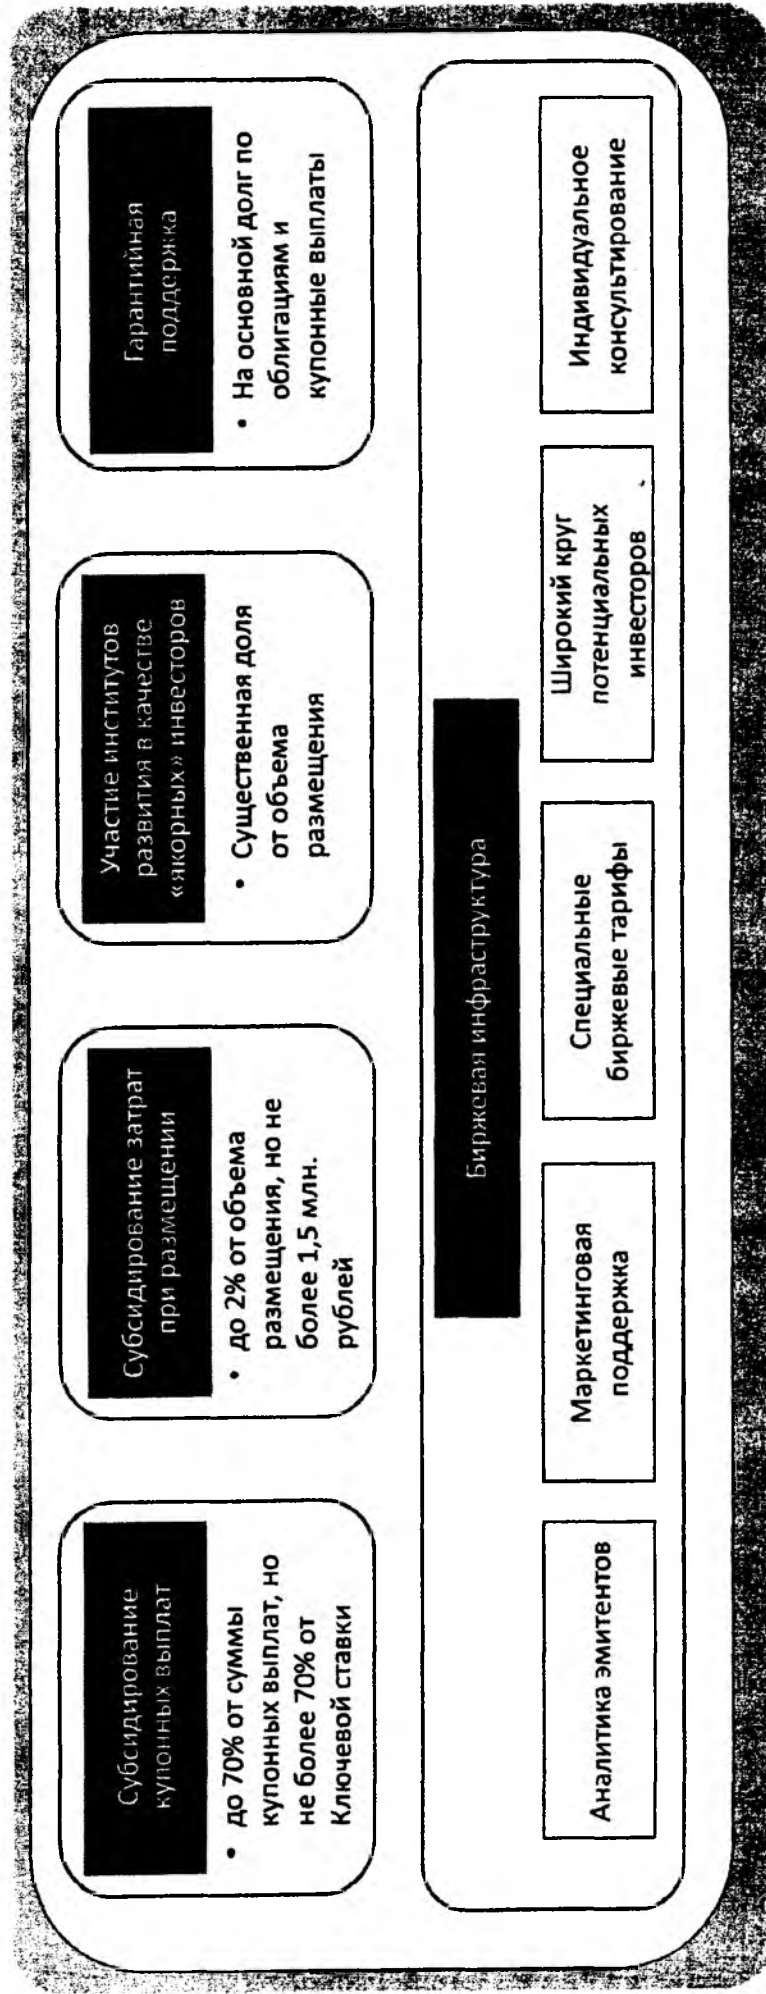 Субсидирование
купонных выплат
• до 70% от суммы
купонных выплат, но
не более 70% от
Ключевой ставки
Субсидирование затрат
при размещении
• до 2% от объема
размещения, но не
более 1,5 млн.
рублей
Участие институтов
развития в качестве
«якорных» инвесторов
• Существенная доля
от объема
размещения
Гарантийная
поддержка
• На основной долг по
облигациям и
купонные выплаты
Биржевая инфраструктура
Аналитика эмитентов
Маркетинговая
поддержка
Специальные
биржевые тарифы
Широкий круг
потенциальных
инвесторов
Индивидуальное
консультирование